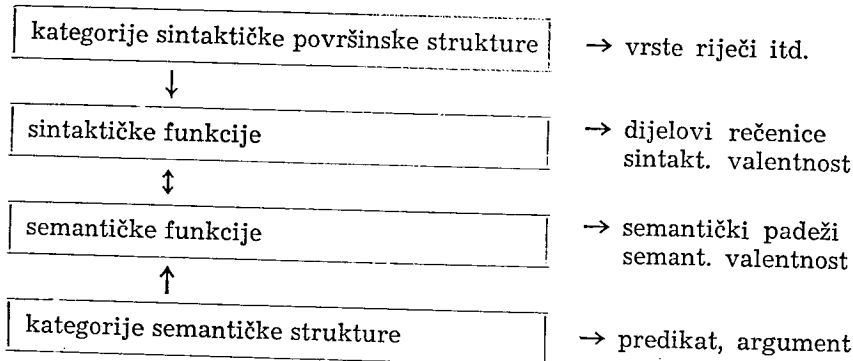 kategorije sintaktičke površinske strukture → vrste riječi itd.
↓
sintaktičke funkcije → dijelovi rečenice
sintakt. valentnost
↕
semantičke funkcije → semantički padeži
semant. valentnost
↑
kategorije semantičke strukture → predikat, argument